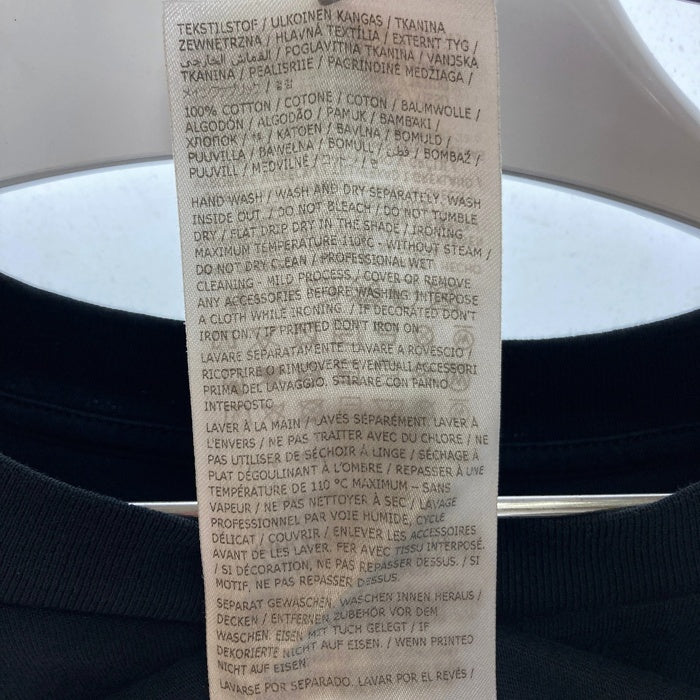 TEKSTILSTOF / ULKOINEN KANGAS / TKANINA
ZEWNĘTRZNA / HLAVNÁ TEXTÍLIA / EXTERNT TYG /
القماش الخارجي / POGLAVITNA TKANINA / VANJSKA
TKANINA / PEALISRIIE / PAGRINDINĖ MEDŽIAGA /
100% COTTON / COTONE / COTON / BAUMWOLLE /
ALGODÓN / ALGODÃO / PAMUK / ΒΑΜΒΑΚΙ /
ХЛОПОК / 棉 / KATOEN / BAVLNA / BOMULD /
PUUVILLA / BAWEŁNA / BOMULL / قطن / BOMBAŽ /
PUUVILL / MEDVILNĖ /
HAND WASH / WASH AND DRY SEPARATELY. WASH
INSIDE OUT / DO NOT BLEACH / DO NOT TUMBLE
DRY / FLAT DRIP DRY IN THE SHADE / IRONING
MAXIMUM TEMPERATURE 110°C - WITHOUT STEAM /
DO NOT DRY CLEAN / PROFESSIONAL WET
CLEANING - MILD PROCESS / COVER OR REMOVE
ANY ACCESSORIES BEFORE WASHING. INTERPOSE
A CLOTH WHILE IRONING / IF DECORATED DON'T
IRON ON. / IF PRINTED DON'T IRON ON
LAVARE SEPARATAMENTE. LAVARE A ROVESCIO
RICOPRIRE O RIMUOVERE EVENTUALI ACCESSORI
PRIMA DEL LAVAGGIO. STIRARE CON PANNO
INTERPOSTO
LAVER À LA MAIN / LAVÉS SÉPARÉMENT. LAVER À
L'ENVERS / NE PAS TRAITER AVEC DU CHLORE / NE
PAS UTILISER DE SÉCHOIR À LINGE / SÉCHAGE À
PLAT DÉGOULINANT À L'OMBRE / REPASSER À UNE
TEMPÉRATURE DE 110 °C MAXIMUM – SANS
VAPEUR / NE PAS NETTOYER À SEC / LAVAGE
PROFESSIONNEL PAR VOIE HUMIDE, CYCLE
DÉLICAT / COUVRIR / ENLEVER LES ACCESSOIRES
AVANT DE LES LAVER. FER AVEC TISSU INTERPOSÉ.
/ SI DÉCORATION, NE PAS REPASSER DESSUS. / SI
MOTIF, NE PAS REPASSER DESSUS.
SEPARAT GEWASCHEN. WASCHEN INNEN HERAUS /
DECKEN / ENTFERNEN ZUBEHÖR VOR DEM
WASCHEN. EISEN MIT TUCH GELEGT / IF
DEKORIERTE NICHT AUF EISEN. / WENN PRINTED
NICHT AUF EISEN.
LAVARSE POR SEPARADO. LAVAR POR EL REVÉS /